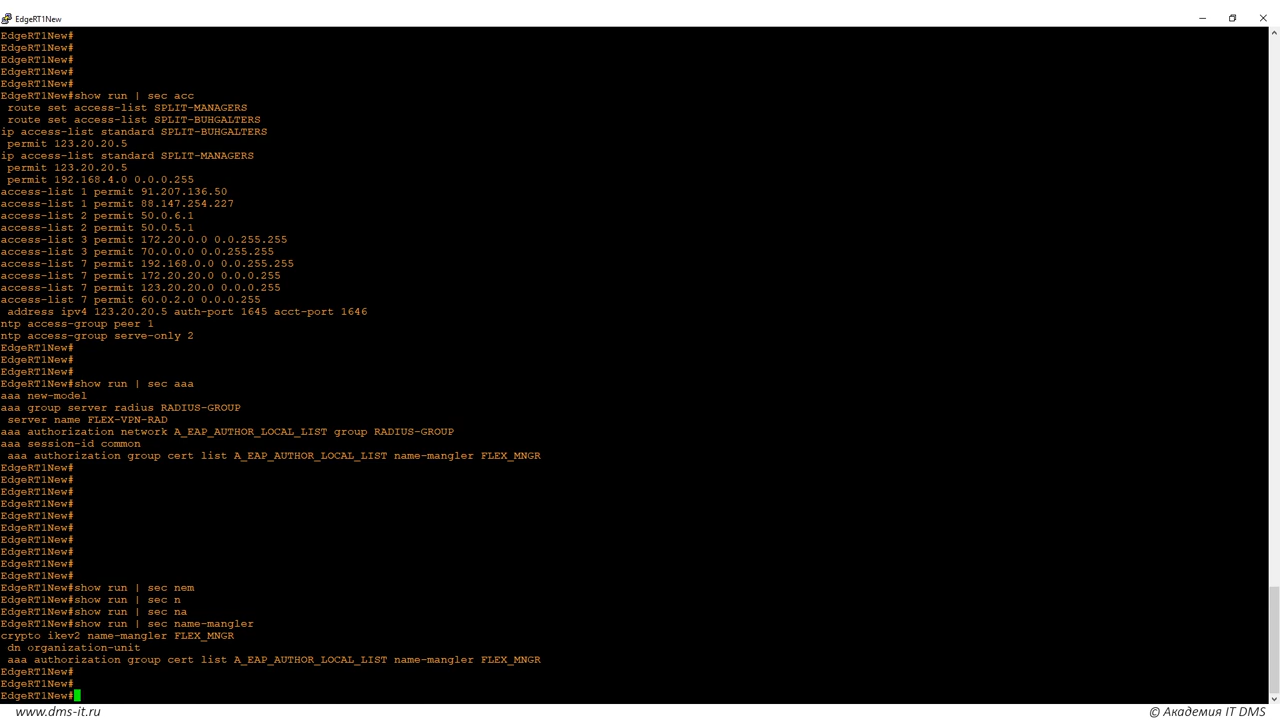 EdgeRT1New
EdgeRT1New#
EdgeRT1New#
EdgeRT1New#
EdgeRT1New#
EdgeRT1New#
EdgeRT1New#show run | sec acc
 route set access-list SPLIT-MANAGERS
 route set access-list SPLIT-BUHGALTERS
ip access-list standard SPLIT-BUHGALTERS
 permit 123.20.20.5
ip access-list standard SPLIT-MANAGERS
 permit 123.20.20.5
 permit 192.168.4.0 0.0.0.255
access-list 1 permit 91.207.136.50
access-list 1 permit 88.147.254.227
access-list 2 permit 50.0.6.1
access-list 2 permit 50.0.5.1
access-list 3 permit 172.20.0.0 0.0.255.255
access-list 3 permit 70.0.0.0 0.0.255.255
access-list 7 permit 192.168.0.0 0.0.255.255
access-list 7 permit 172.20.20.0 0.0.0.255
access-list 7 permit 123.20.20.0 0.0.0.255
access-list 7 permit 60.0.2.0 0.0.0.255
 address ipv4 123.20.20.5 auth-port 1645 acct-port 1646
ntp access-group peer 1
ntp access-group serve-only 2
EdgeRT1New#
EdgeRT1New#
EdgeRT1New#
EdgeRT1New#show run | sec aaa
aaa new-model
aaa group server radius RADIUS-GROUP
 server name FLEX-VPN-RAD
aaa authorization network A_EAP_AUTHOR_LOCAL_LIST group RADIUS-GROUP
aaa session-id common
 aaa authorization group cert list A_EAP_AUTHOR_LOCAL_LIST name-mangler FLEX_MNGR
EdgeRT1New#
EdgeRT1New#
EdgeRT1New#
EdgeRT1New#
EdgeRT1New#
EdgeRT1New#
EdgeRT1New#
EdgeRT1New#
EdgeRT1New#
EdgeRT1New#
EdgeRT1New#show run | sec nem
EdgeRT1New#show run | sec n
EdgeRT1New#show run | sec na
EdgeRT1New#show run | sec name-mangler
crypto ikev2 name-mangler FLEX_MNGR
 dn organization-unit
 aaa authorization group cert list A_EAP_AUTHOR_LOCAL_LIST name-mangler FLEX_MNGR
EdgeRT1New#
EdgeRT1New#
EdgeRT1New#
www.dms-it.ru
© Академия IT DMS